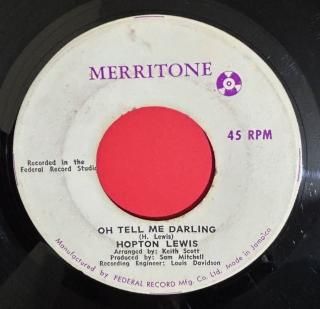 MERRITONE
45 RPM
Recorded in the
Federal Record Studio
OH TELL ME DARLING
(H. Lewis)
HOPTON LEWIS
Arranged by: Keith Scott
Produced by: Sam Mitchell
Recording Engineer: Louis Davidson
Manufactured by FEDERAL RECORD Mfg. Co. Ltd. Made in Jamaica